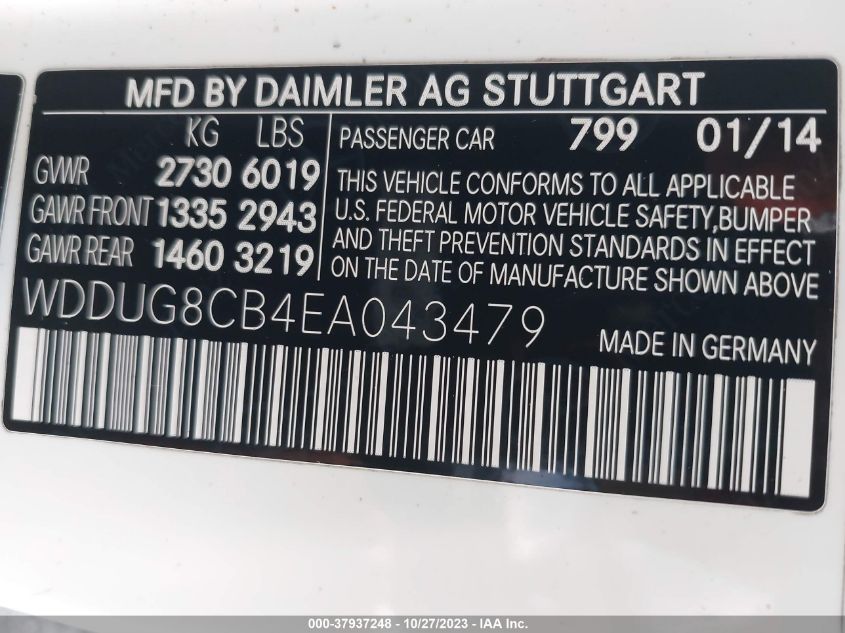 MFD BY DAIMLER AG STUTTGART
KG LBS
GVWR 2730 6019
GAWR FRONT 1335 2943
GAWR REAR 1460 3219
PASSENGER CAR 799 01/14
THIS VEHICLE CONFORMS TO ALL APPLICABLE
U.S. FEDERAL MOTOR VEHICLE SAFETY,BUMPER
AND THEFT PREVENTION STANDARDS IN EFFECT
ON THE DATE OF MANUFACTURE SHOWN ABOVE
WDDUG8CB4EA043479
MADE IN GERMANY
000-37937248 - 10/27/2023 - IAA Inc.